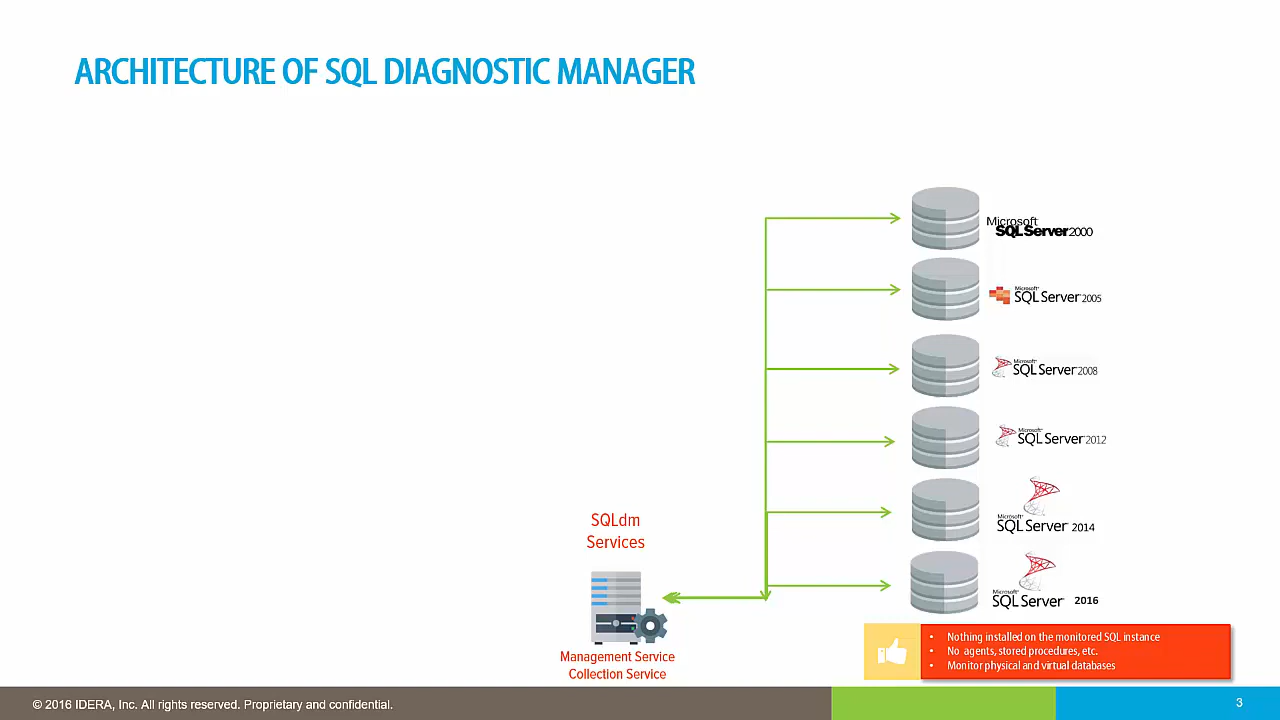 ARCHITECTURE OF SQL DIAGNOSTIC MANAGER
Microsoft
SQL Server 2000
Microsoft
SQL Server 2005
Microsoft
SQL Server 2008
Microsoft
SQL Server 2012
Microsoft
SQL Server 2014
SQLdm
Services
Microsoft
SQL Server 2016
Management Service
Collection Service
• Nothing installed on the monitored SQL instance
• No agents, stored procedures, etc.
• Monitor physical and virtual databases
© 2016 IDERA, Inc. All rights reserved. Proprietary and confidential.
3